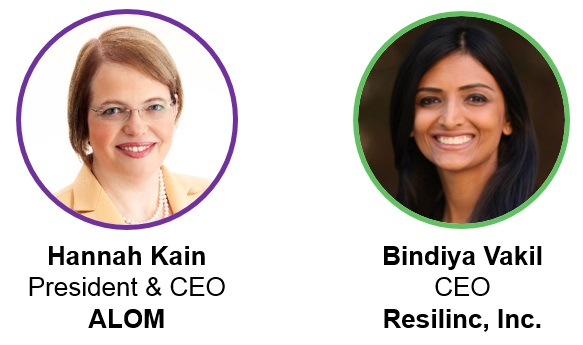 Hannah Kain
President & CEO
ALOM
Bindiya Vakil
CEO
Resilinc, Inc.